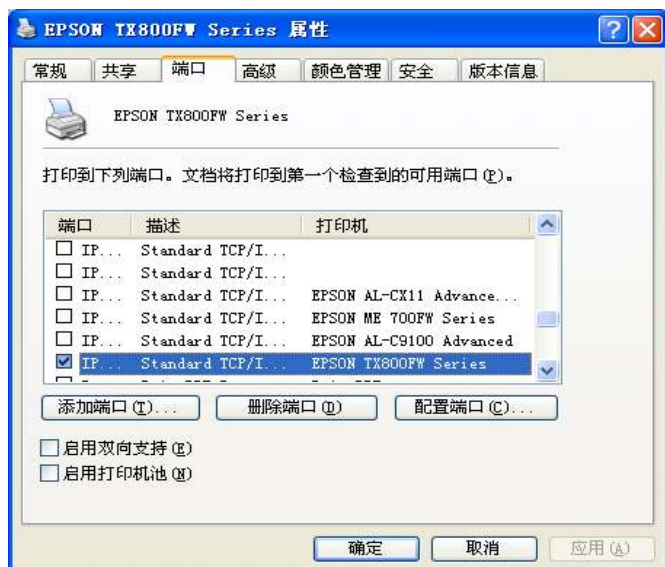 EPSON TX800FW Series 属性
常规 共享 端口 高级 颜色管理 安全 版本信息
EPSON TX800FW Series
打印到下列端口。文档将打印到第一个检查到的可用端口(P)。
端口 描述 打印机
IP... Standard TCP/I...
IP... Standard TCP/I...
IP... Standard TCP/I... EPSON AL-CX11 Advance...
IP... Standard TCP/I... EPSON ME 700FW Series
IP... Standard TCP/I... EPSON AL-C9100 Advanced
IP... Standard TCP/I... EPSON TX800FW Series
添加端口(T)... 删除端口(D) 配置端口(C)...
启用双向支持(E)
启用打印机池(N)
确定 取消 应用(A)